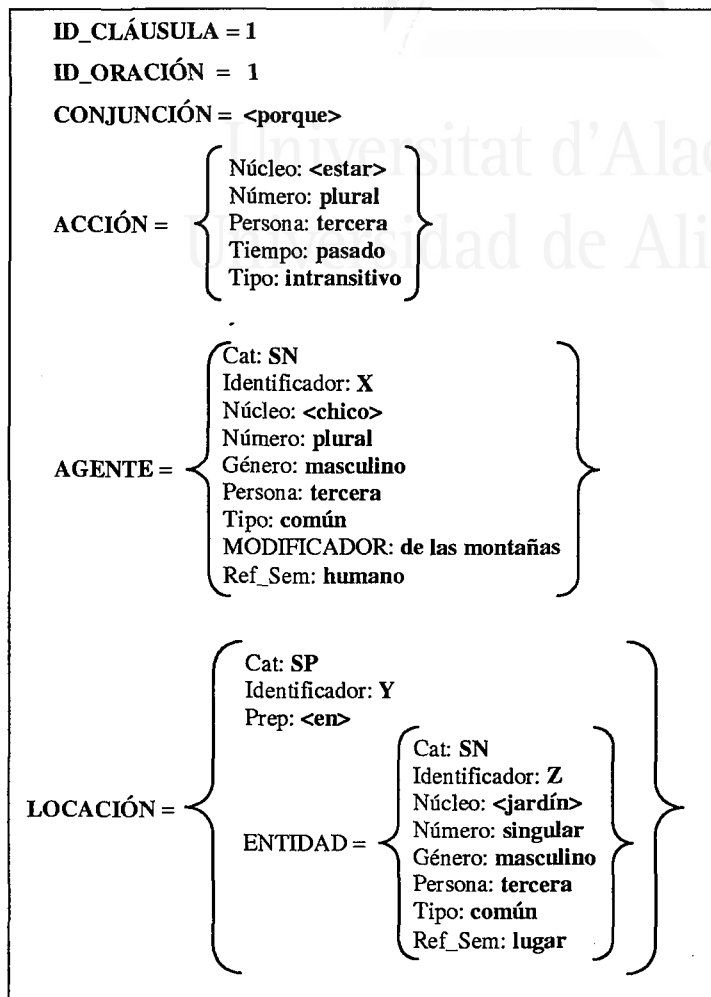 ID_CLÁUSULA = 1
ID_ORACIÓN = 1
CONJUNCIÓN = <porque>
Universitat d'Alac
Universidad de Ali
ACCIÓN =
Núcleo: <estar>
Número: plural
Persona: tercera
Tiempo: pasado
Tipo: intransitivo
AGENTE =
Cat: SN
Identificador: X
Núcleo: <chico>
Número: plural
Género: masculino
Persona: tercera
Tipo: común
MODIFICADOR: de las montañas
Ref_Sem: humano
LOCACIÓN =
Cat: SP
Identificador: Y
Prep: <en>
ENTIDAD =
Cat: SN
Identificador: Z
Núcleo: <jardín>
Número: singular
Género: masculino
Persona: tercera
Tipo: común
Ref_Sem: lugar